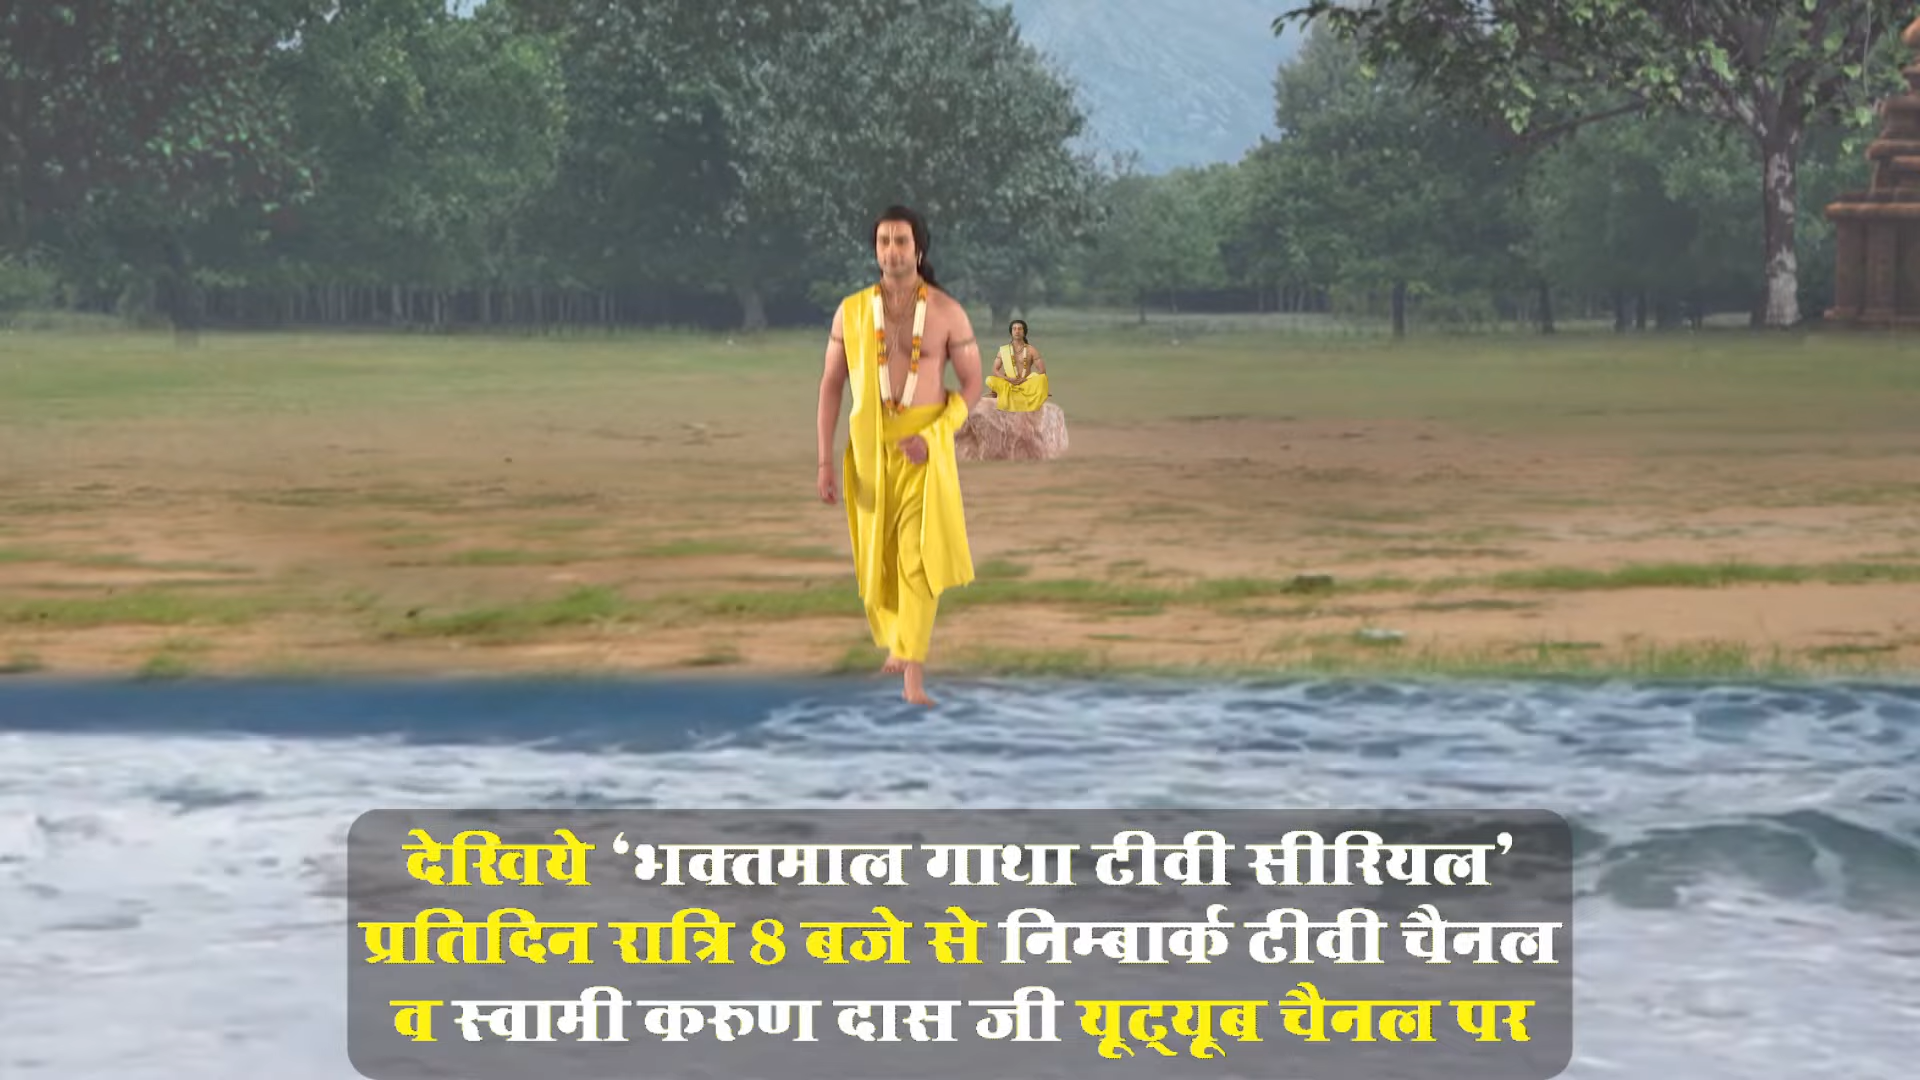 देखिये ‘भक्तमाल गाथा टीवी सीरियल’
प्रतिदिन रात्रि 8 बजे से निम्बार्क टीवी चैनल
व स्वामी करुण दास जी यूट्यूब चैनल पर